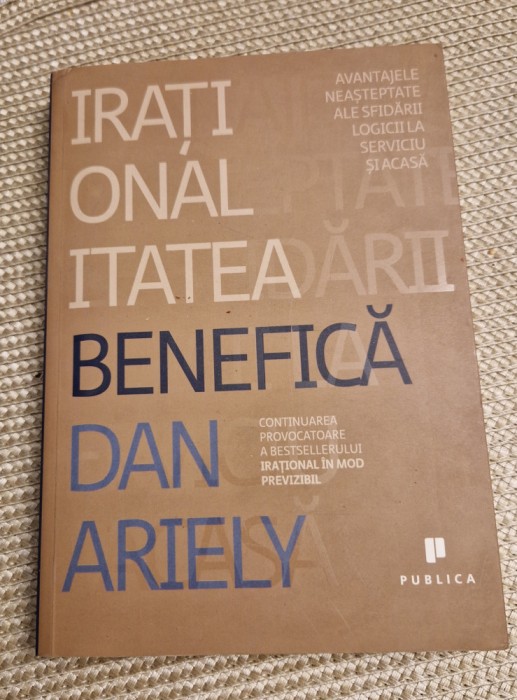 IRAȚI
ONAL
ITATEA
BENEFICĂ
DAN
ARIELY
AVANTAJELE
NEAȘTEPTATE
ALE SFIDĂRII
LOGICII LA
SERVICIU
ȘI ACASĂ
CONTINUAREA
PROVOCATOARE
A BESTSELLERULUI
IRAȚIONAL ÎN MOD
PREVIZIBIL
PUBLICA